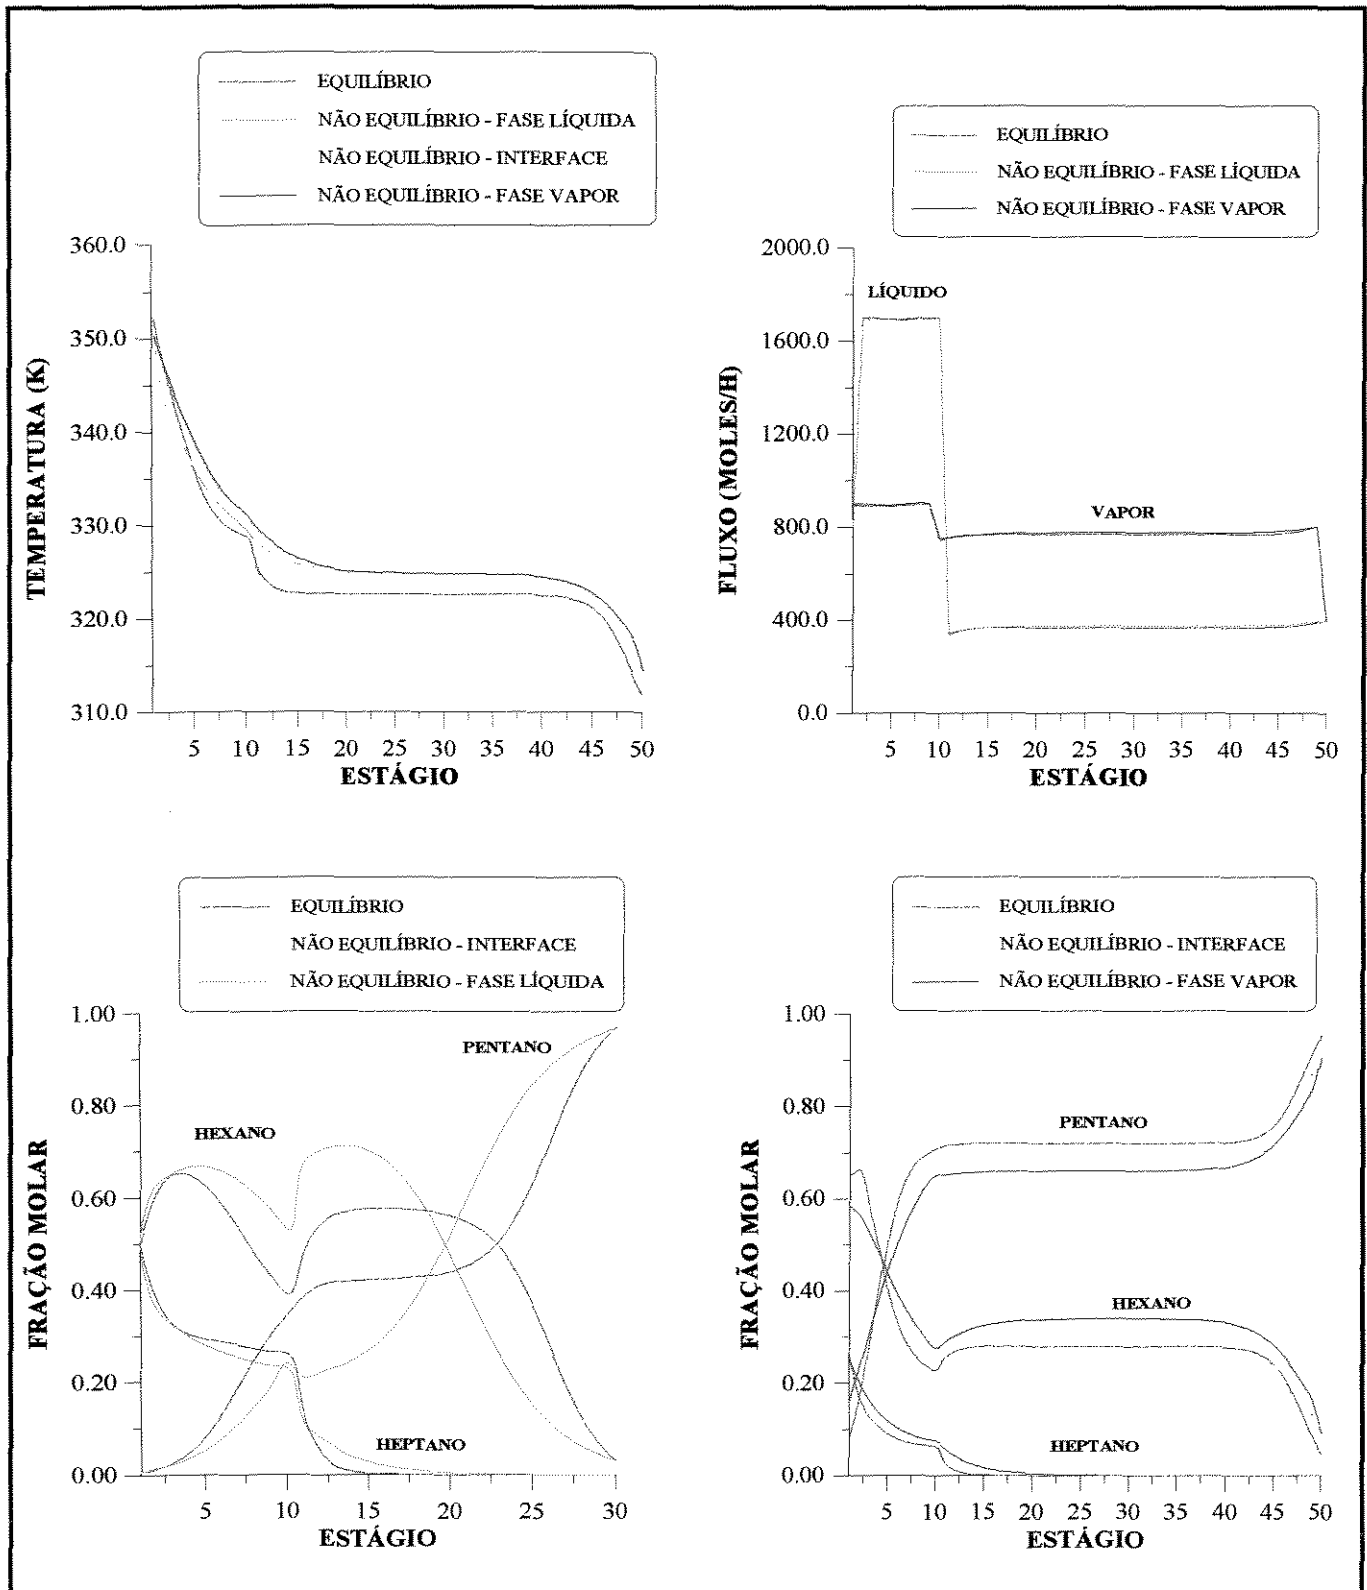 EQUILÍBRIO
NÃO EQUILÍBRIO - FASE LÍQUIDA
NÃO EQUILÍBRIO - INTERFACE
NÃO EQUILÍBRIO - FASE VAPOR
360.0
350.0
340.0
330.0
320.0
310.0
TEMPERATURA (K)
5 10 15 20 25 30 35 40 45 50
ESTÁGIO
EQUILÍBRIO
NÃO EQUILÍBRIO - FASE LÍQUIDA
NÃO EQUILÍBRIO - FASE VAPOR
2000.0
1600.0
1200.0
800.0
400.0
0.0
FLUXO (MOLES/H)
LÍQUIDO
VAPOR
5 10 15 20 25 30 35 40 45 50
ESTÁGIO
EQUILÍBRIO
NÃO EQUILÍBRIO - INTERFACE
NÃO EQUILÍBRIO - FASE LÍQUIDA
1.00
0.80
0.60
0.40
0.20
0.00
FRAÇÃO MOLAR
PENTANO
HEXANO
HEPTANO
5 10 15 20 25 30
ESTÁGIO
EQUILÍBRIO
NÃO EQUILÍBRIO - INTERFACE
NÃO EQUILÍBRIO - FASE VAPOR
1.00
0.80
0.60
0.40
0.20
0.00
FRAÇÃO MOLAR
PENTANO
HEXANO
HEPTANO
5 10 15 20 25 30 35 40 45 50
ESTÁGIO